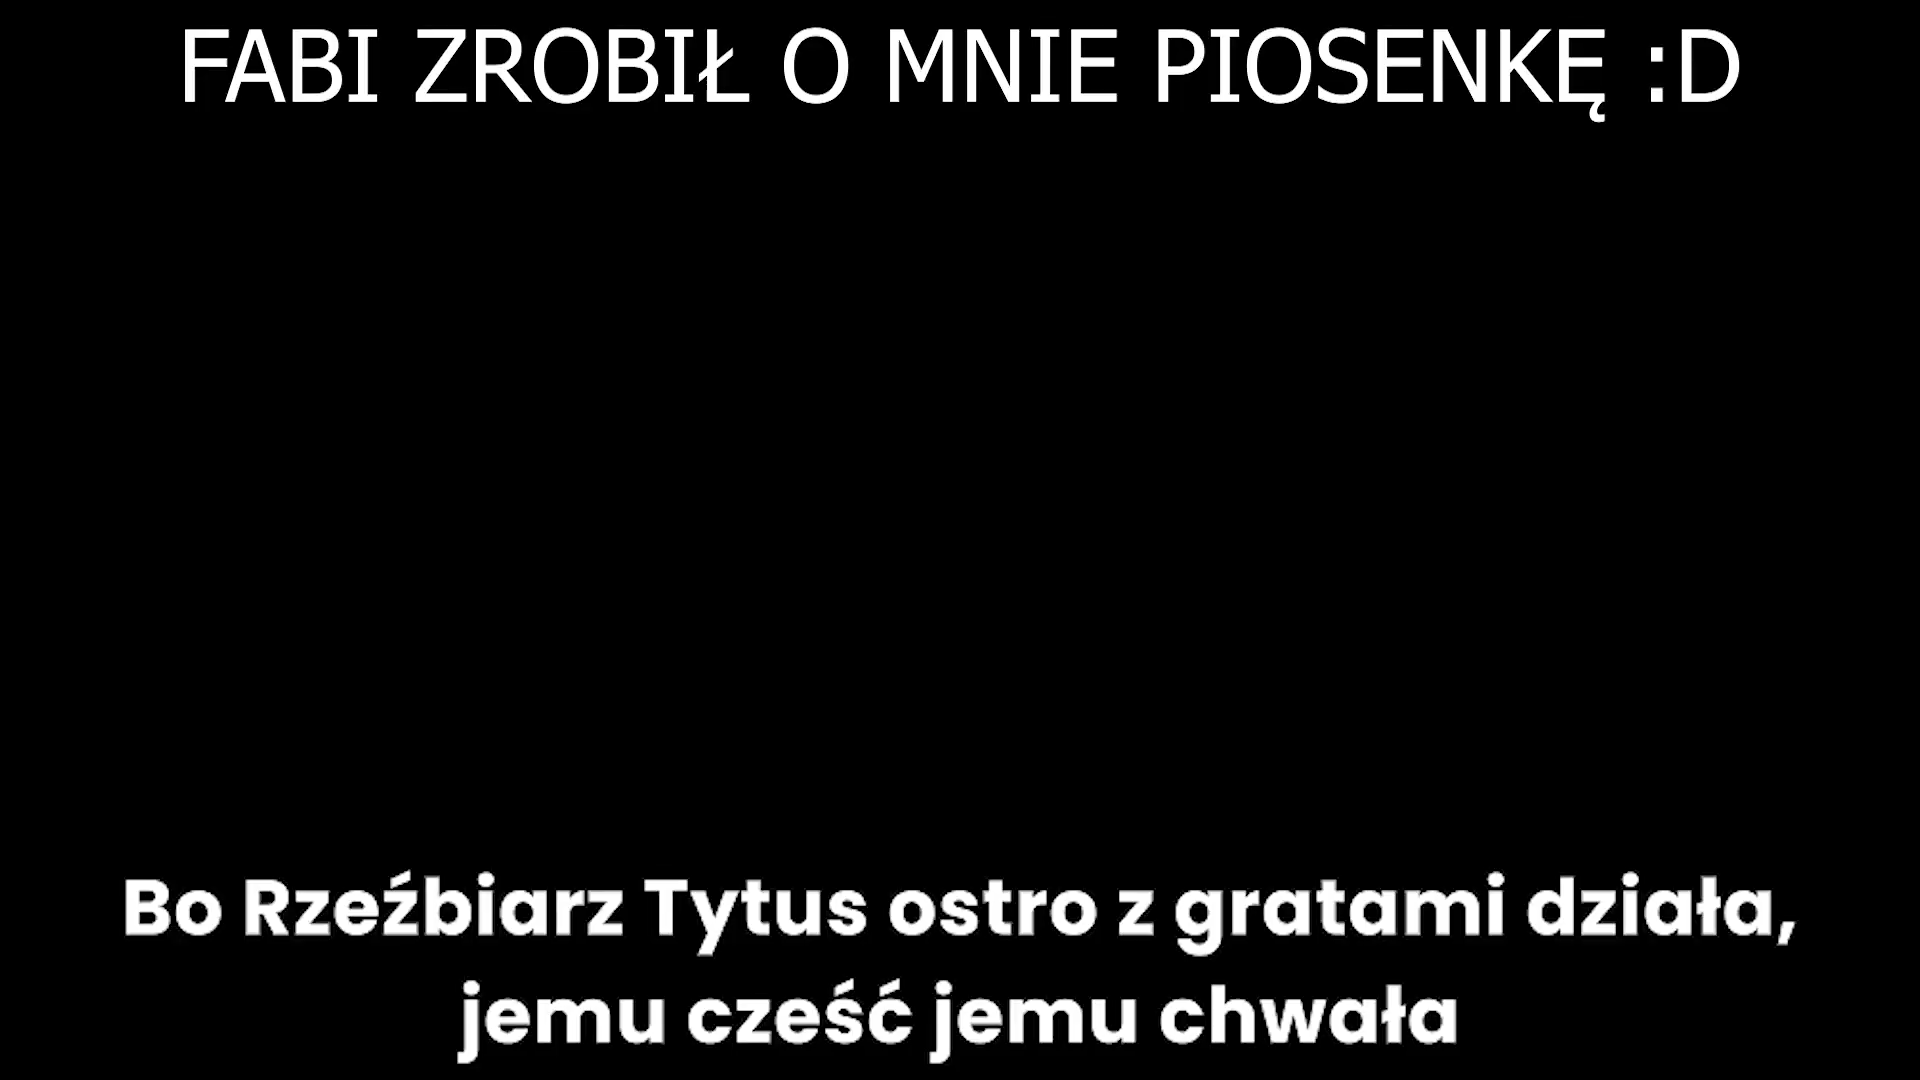 FABI ZROBIŁ O MNIE PIOSENKĘ :D
Bo Rzeźbiarz Tytus ostro z gratami działa,
jemu cześć jemu chwała